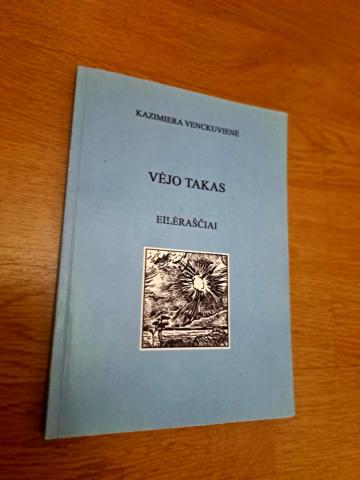 KAZIMIERA VENCKUVIENĖ
VĖJO TAKAS
EILĖRAŠČIAI